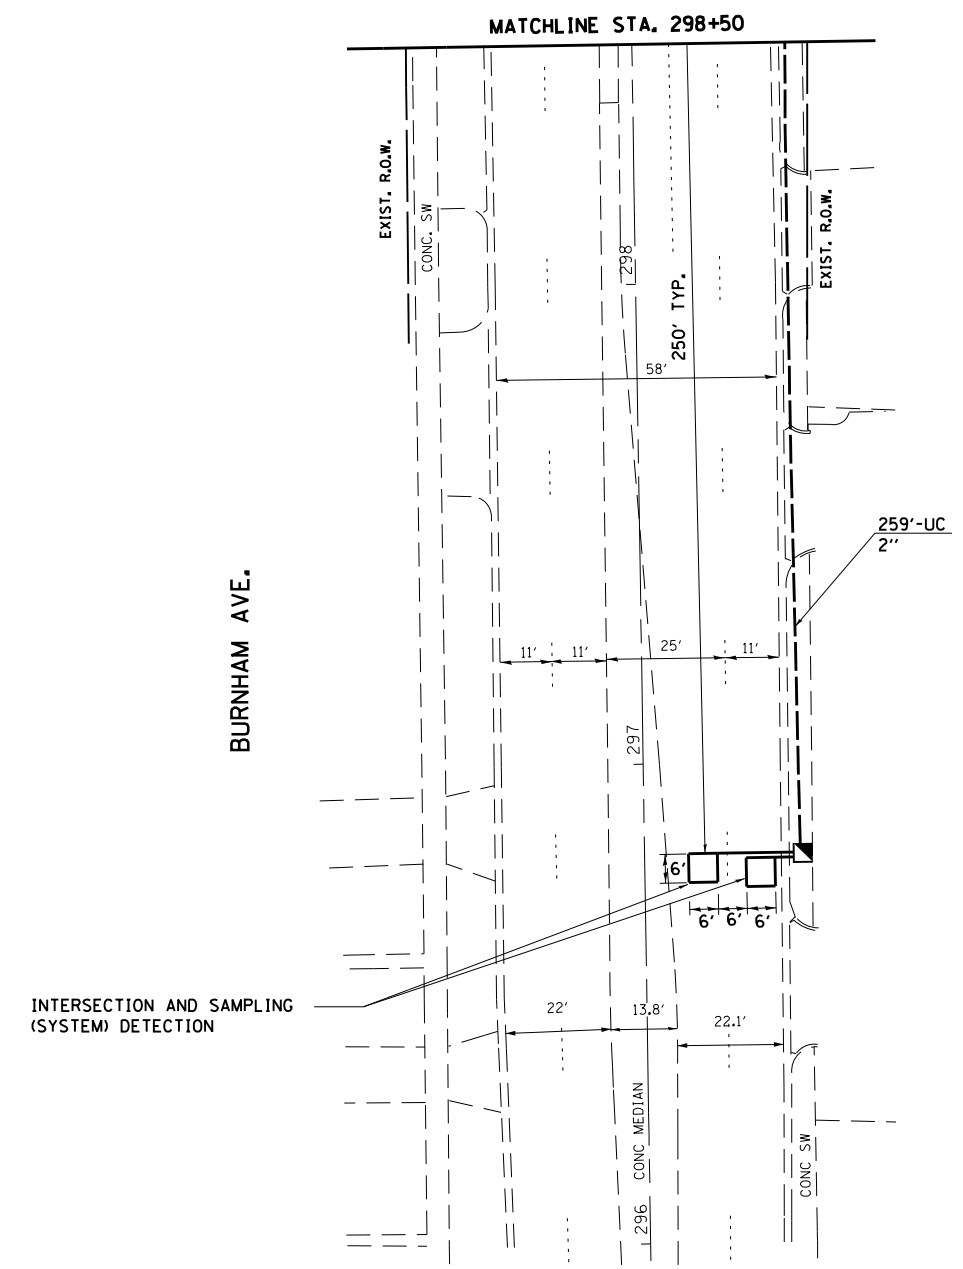 MATCHLINE STA. 298+50
EXIST. R.O.W.
CONC. SW
EXIST. R.O.W.
298
250' TYP.
58'
259'-UC
2''
BURNHAM AVE.
11'
11'
25'
11'
297
6'
6'
6'
6'
INTERSECTION AND SAMPLING
(SYSTEM) DETECTION
22'
13.8'
22.1'
CONC MEDIAN
CONC SW
296